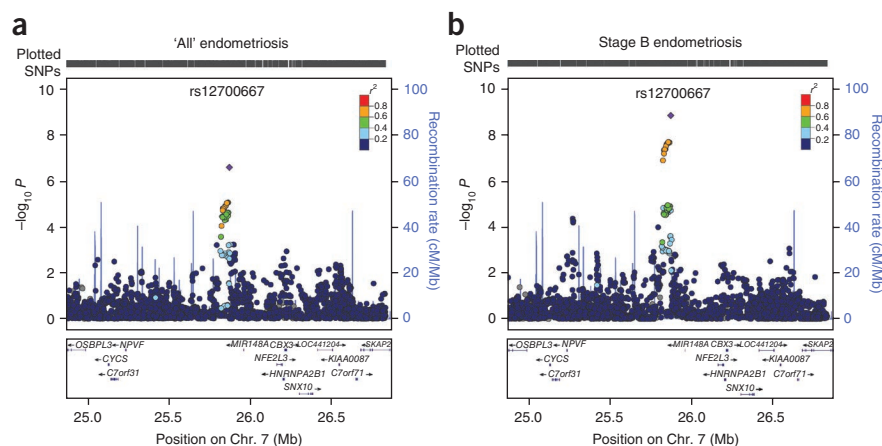 a
'All' endometriosis
Plotted SNPs
rs12700667
r²
0.8
0.6
0.4
0.2
10
8
6
4
2
0
–log₁₀ P
100
80
60
40
20
0
Recombination rate (cM/Mb)
OSBPL3 NPVF MIR148A CBX3 LOC441204 SKAP2
CYCS NFE2L3 KIAA0087
C7orf31 HNRNPA2B1 C7orf71
SNX10
25.0 25.5 26.0 26.5
Position on Chr. 7 (Mb)
b
Stage B endometriosis
Plotted SNPs
rs12700667
r²
0.8
0.6
0.4
0.2
10
8
6
4
2
0
–log₁₀ P
100
80
60
40
20
0
Recombination rate (cM/Mb)
OSBPL3 NPVF MIR148A CBX3 LOC441204 SKAP2
CYCS NFE2L3 KIAA0087
C7orf31 HNRNPA2B1 C7orf71
SNX10
25.0 25.5 26.0 26.5
Position on Chr. 7 (Mb)